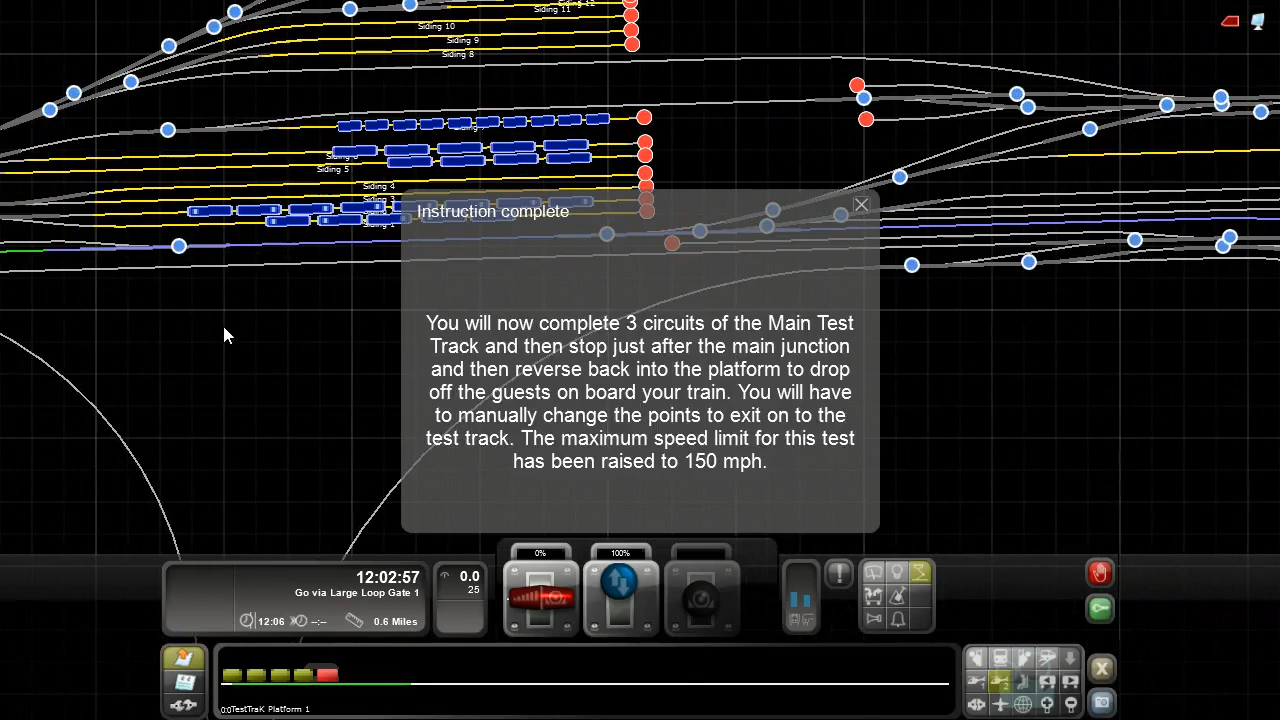 Siding 12
Siding 11
Siding 10
Siding 9
Siding 8
Siding 5
Siding 4
Siding 3
Siding 1
Instruction complete
You will now complete 3 circuits of the Main Test
Track and then stop just after the main junction
and then reverse back into the platform to drop
off the guests on board your train. You will have
to manually change the points to exit on to the
test track. The maximum speed limit for this test
has been raised to 150 mph.
12:02:57
Go via Large Loop Gate 1
12:06
--:--
0.6 Miles
0.0
25
0%
100%
TestTraK Platform 1